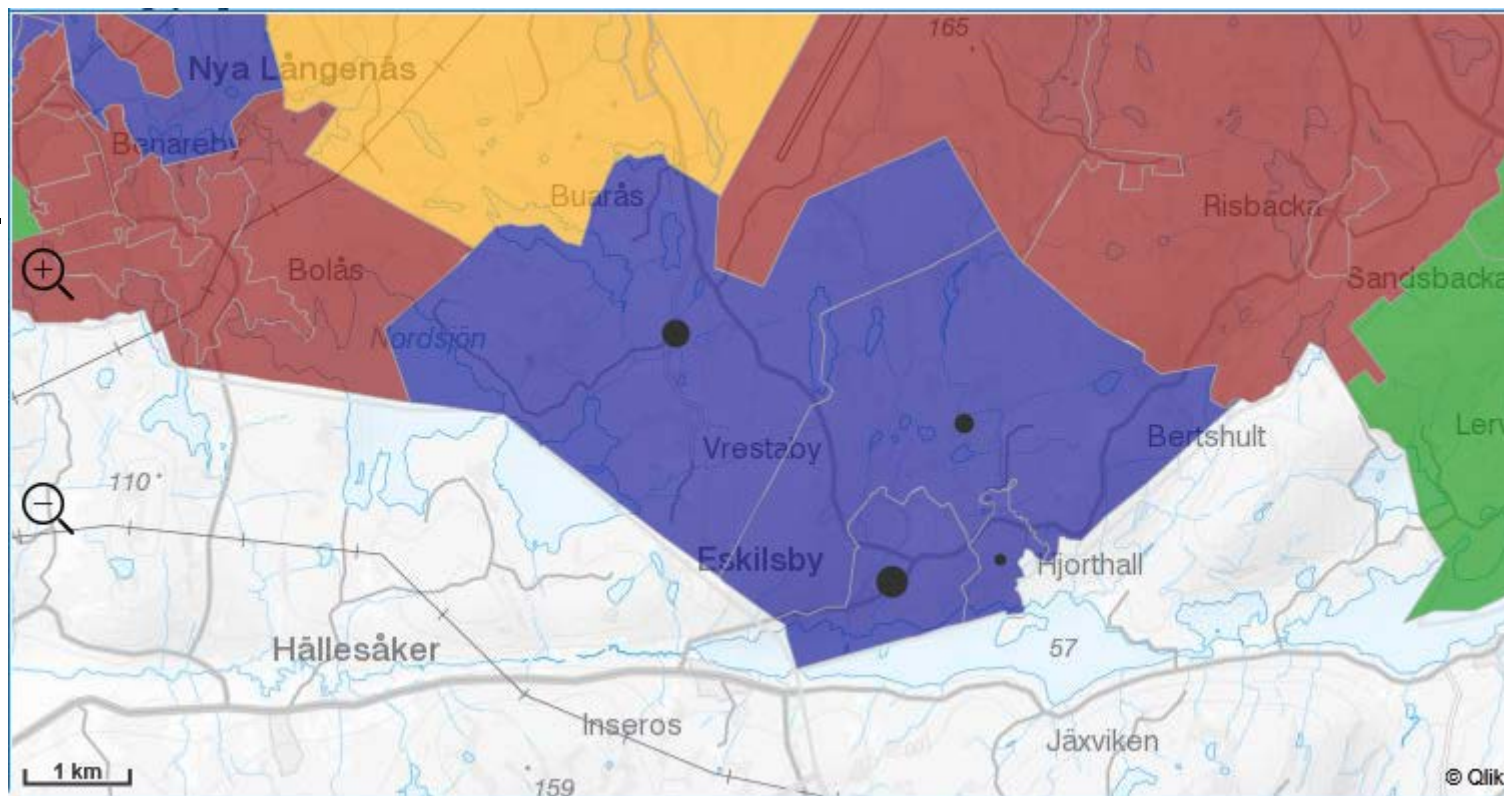 165
Nya Långenäs
Benareby
Buarås
Risbacka
Bolås
Sandsbacka
Nordsjön
Vrestaby
Bertshult
Lerv
110
Eskilsby
Hjorthall
Hällesåker
57
Inseros
Jäxviken
1 km
159
© Qlik